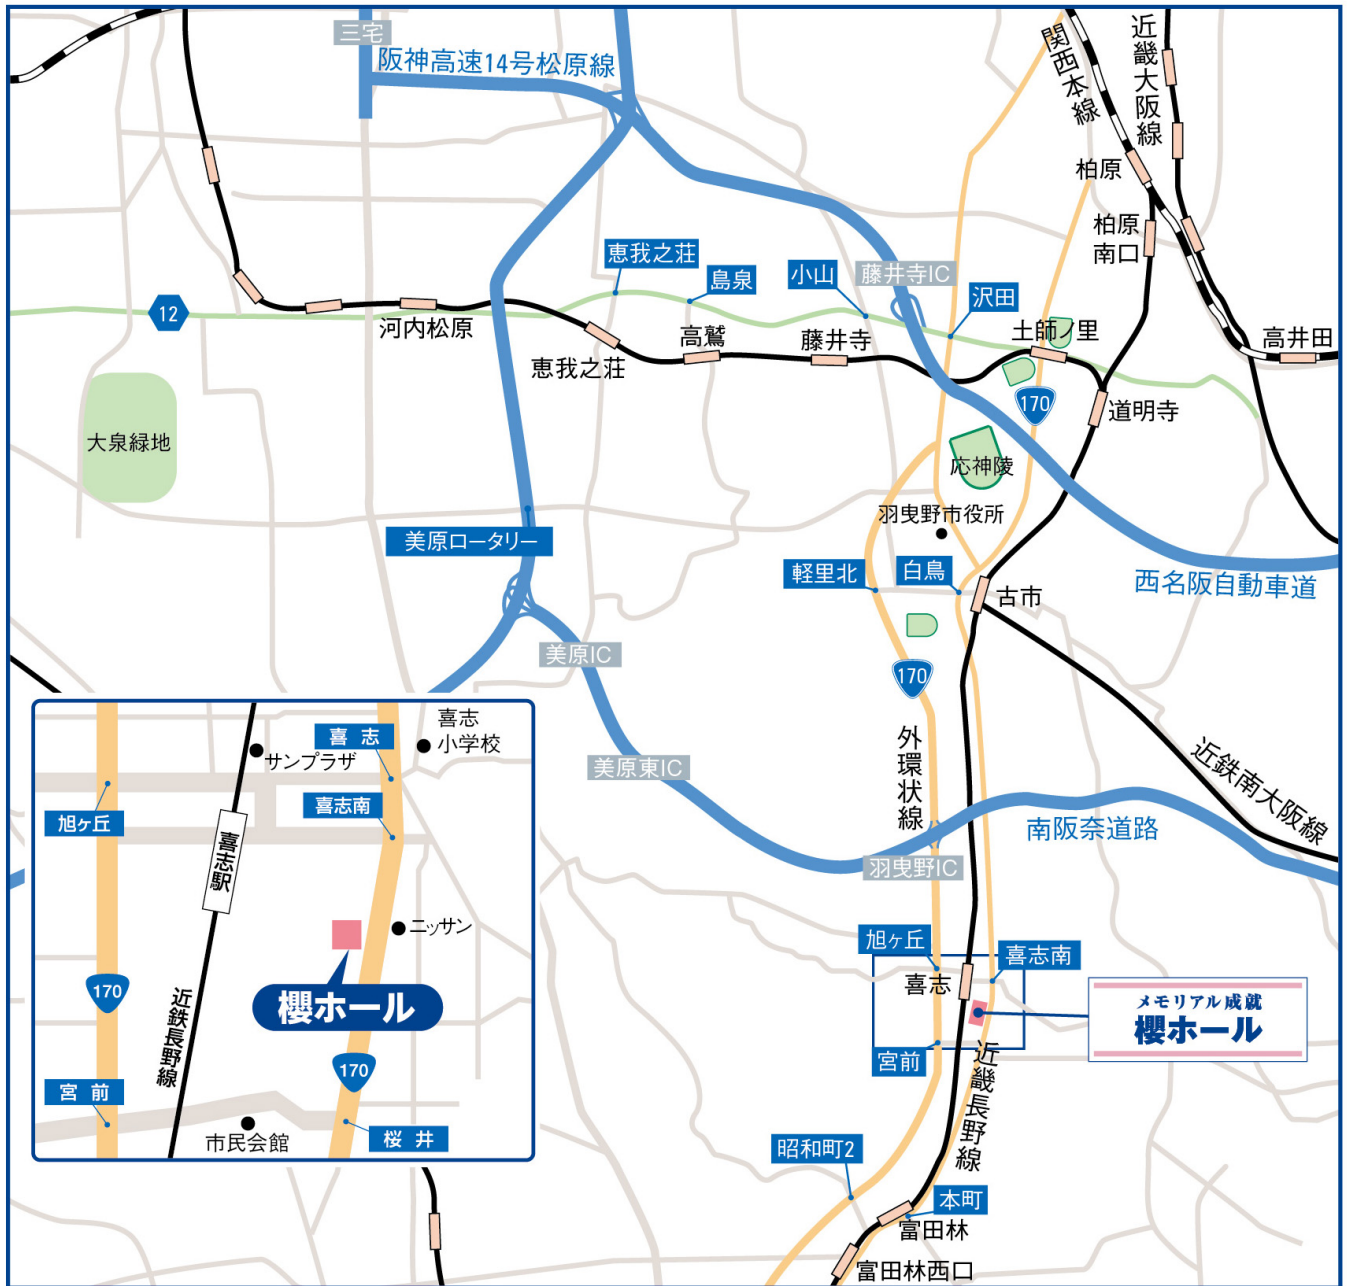 三宅
阪神高速14号松原線
関西本線
近畿大阪線
柏原
柏原
南口
恵我之荘
島泉
小山
藤井寺IC
沢田
12
河内松原
恵我之荘
高鷲
藤井寺
土師ノ里
高井田
170
道明寺
大泉緑地
応神陵
羽曳野市役所
美原ロータリー
軽里北
白鳥
古市
西名阪自動車道
美原IC
170
外環状線
美原東IC
近鉄南大阪線
南阪奈道路
羽曳野IC
旭ヶ丘
喜志南
喜志
宮前
メモリアル成就
櫻ホール
近畿長野線
昭和町2
本町
富田林
富田林西口
喜志
小学校
喜志
サンプラザ
喜志南
旭ヶ丘
喜志駅
ニッサン
170
櫻ホール
近鉄長野線
170
宮前
市民会館
桜井